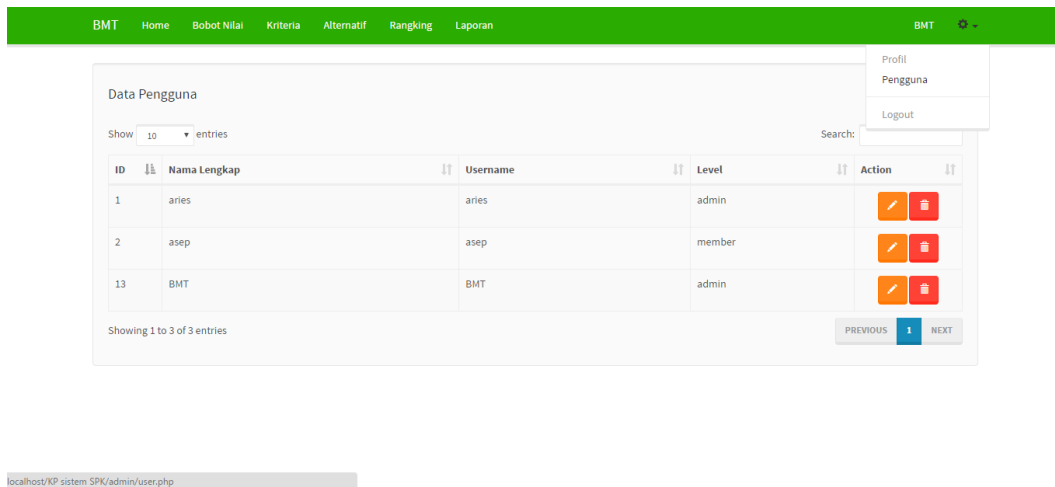 BMT Home Bobot Nilai Kriteria Alternatif Rangking Laporan BMT
Profil
Pengguna
Logout
Data Pengguna
Show 10 entries Search:
ID Nama Lengkap Username Level Action
1 aries aries admin
2 asep asep member
13 BMT BMT admin
Showing 1 to 3 of 3 entries PREVIOUS 1 NEXT
localhost/KP sistem SPK/admin/user.php